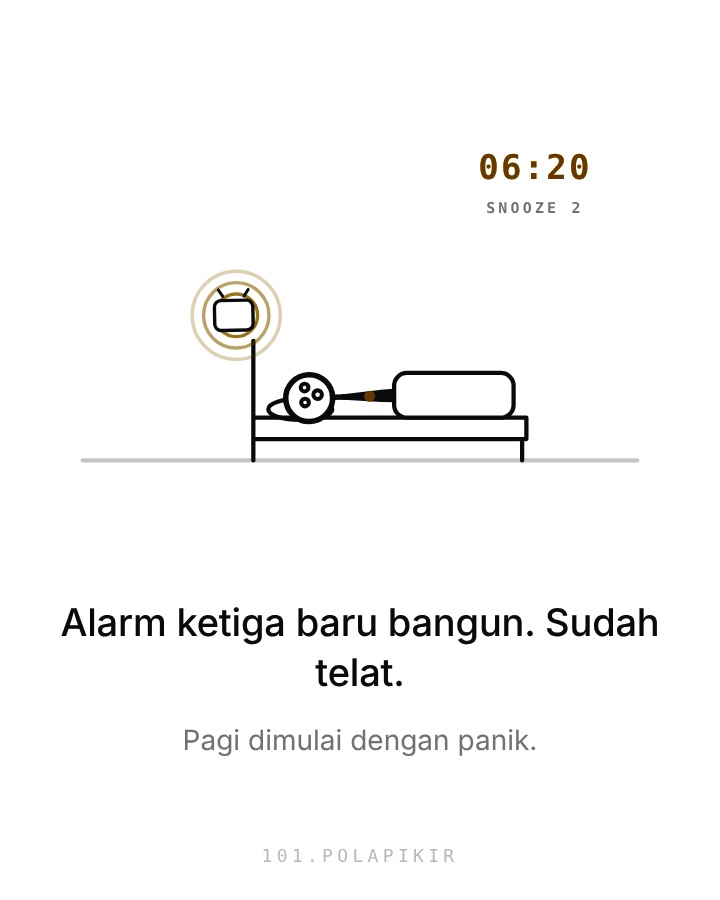 06:20
SNOOZE 2
Alarm ketiga baru bangun. Sudah
telat.
Pagi dimulai dengan panik.
101.POLAPIKIR